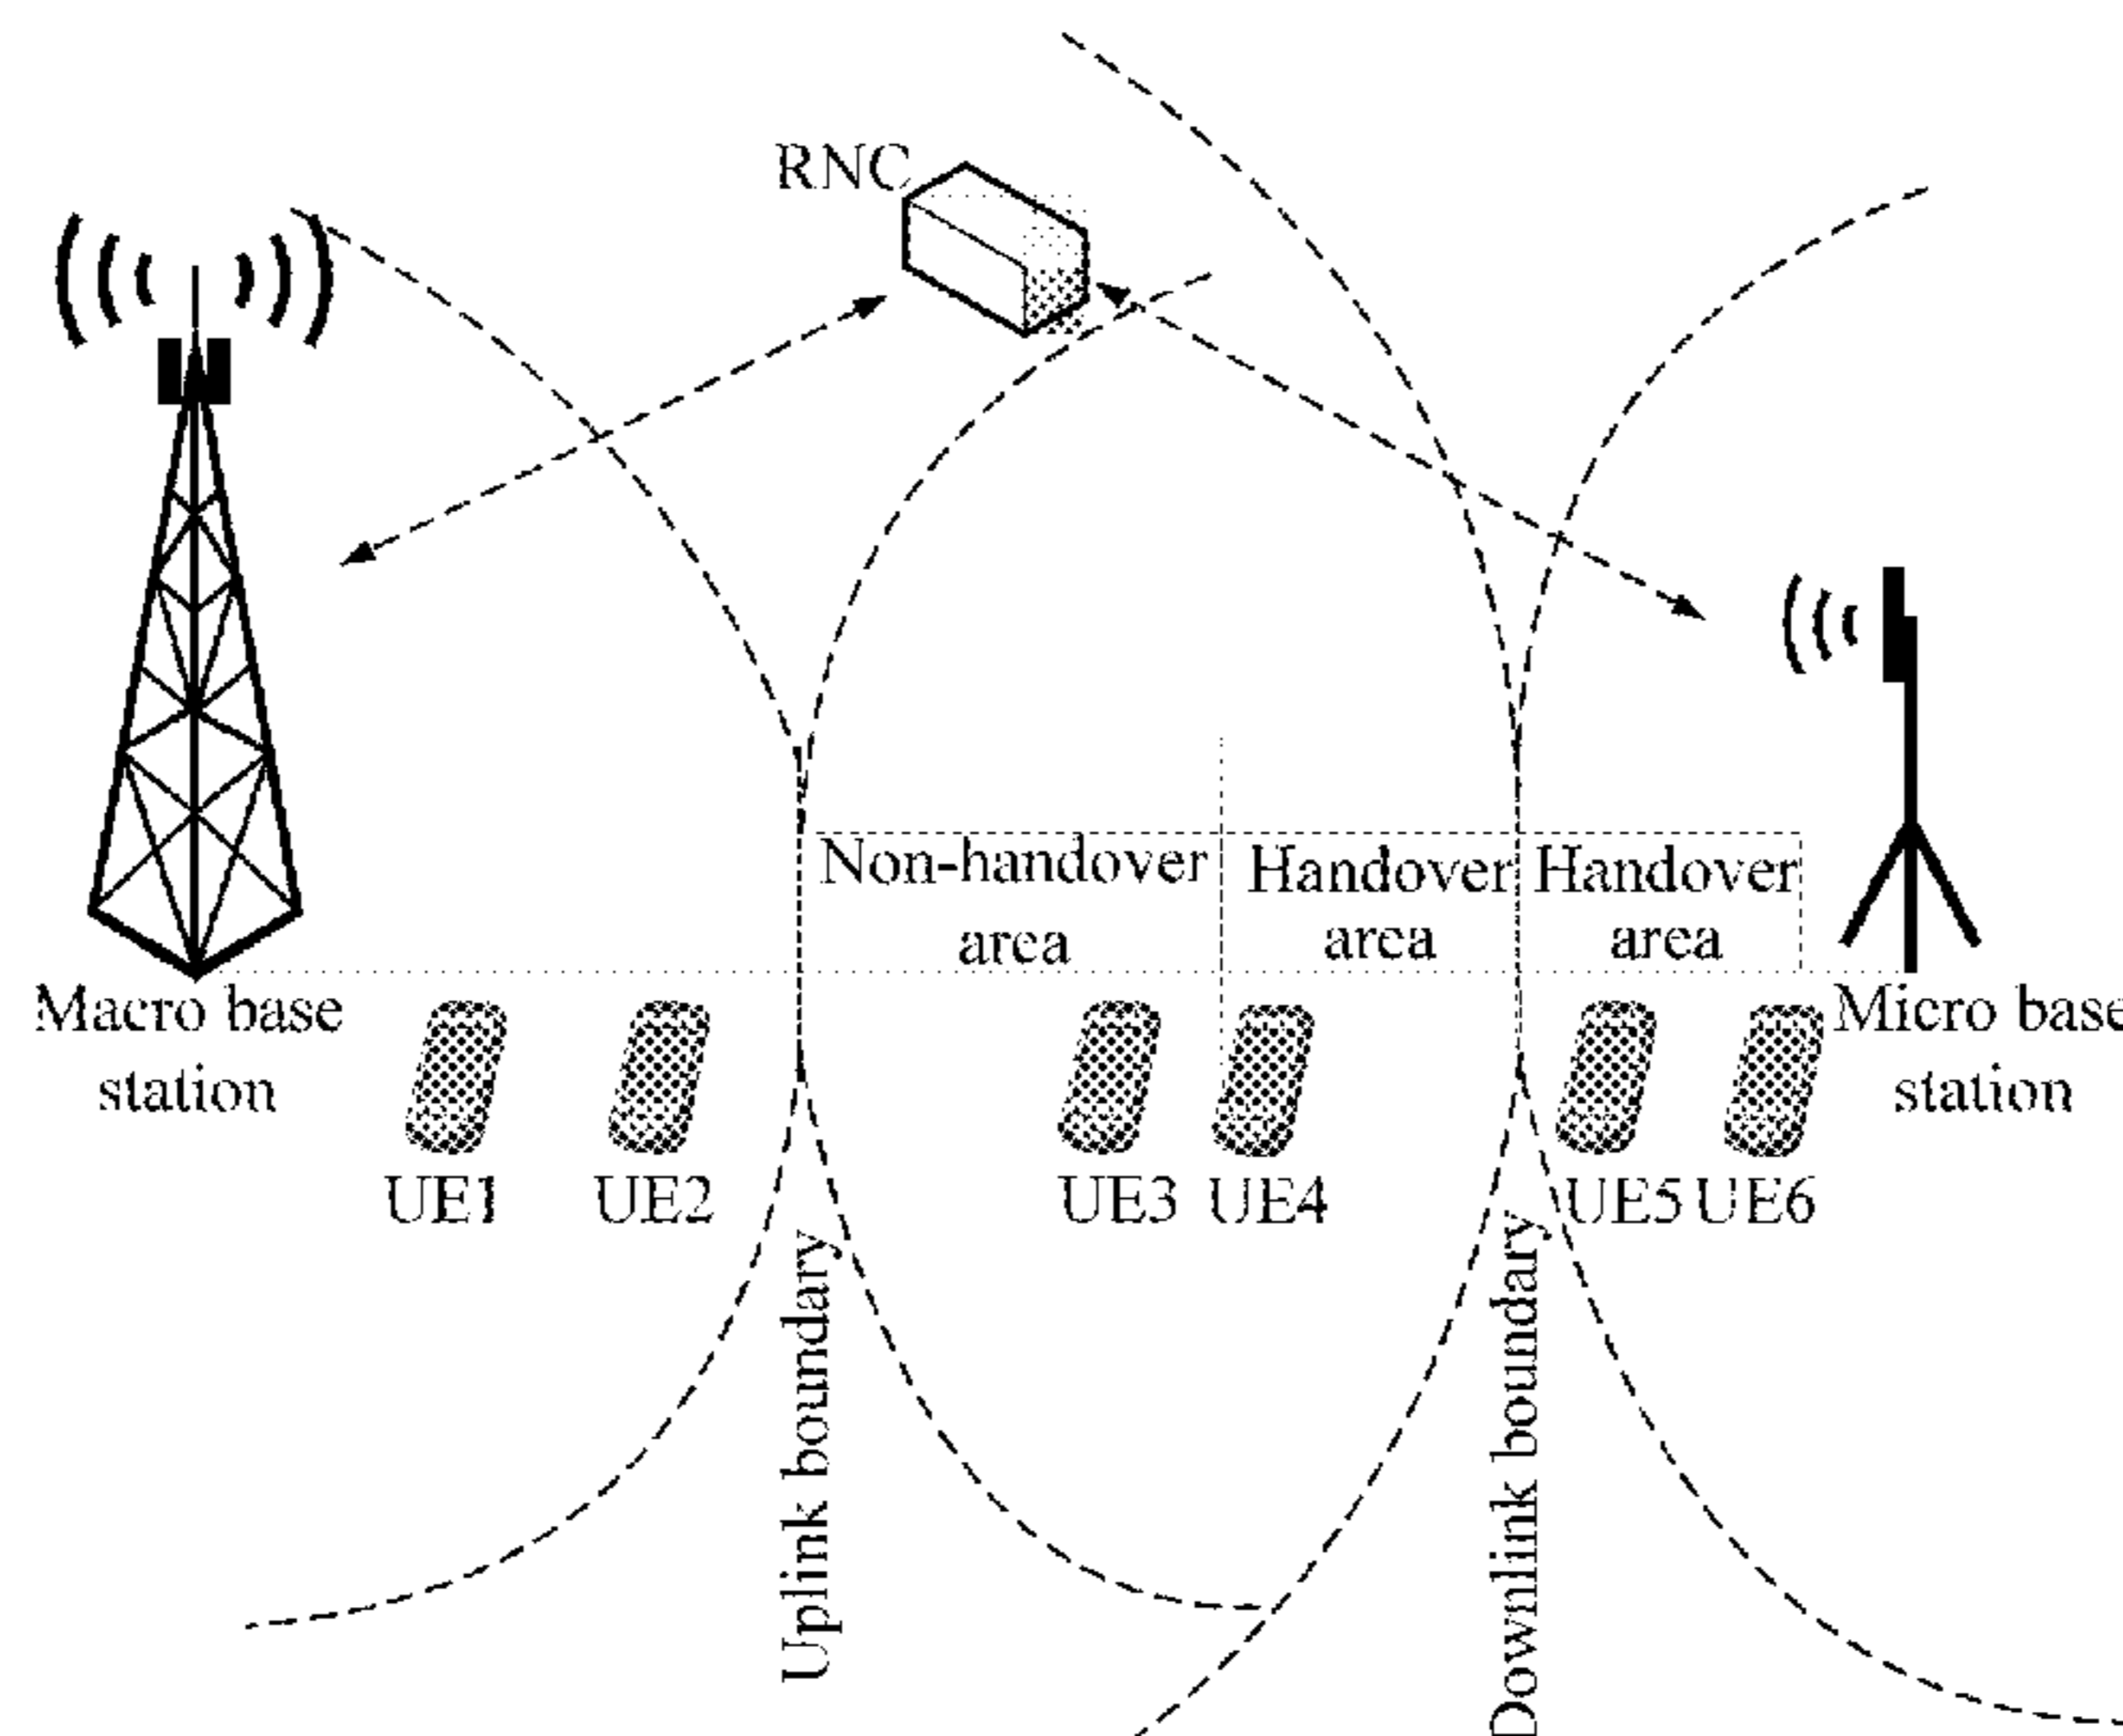 RNC
Non-handover
area
Handover
area
Handover
area
Macro base
station
Micro base
station
UE1
UE2
UE3
UE4
UE5
UE6
Uplink boundary
Downlink boundary